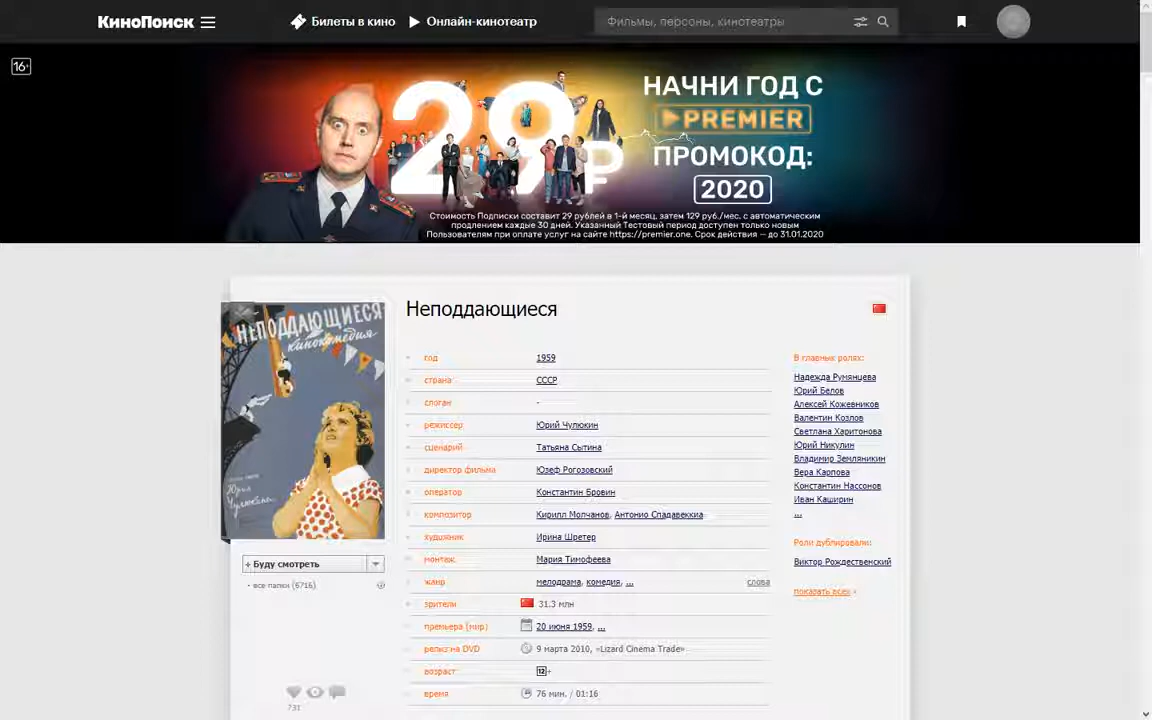 КиноПоиск
Билеты в кино
Онлайн-кинотеатр
Фильмы, персоны, кинотеатры
16+
29₽
НАЧНИ ГОД С
PREMIER
ПРОМОКОД:
2020
Стоимость Подписки составит 29 рублей в 1-й месяц, затем 129 руб./мес. с автоматическим
продлением каждые 30 дней. Указанный Тестовый период доступен только новым
Пользователям при оплате услуг на сайте https://premier.one. Срок действия — до 31.01.2020
НЕПОДДАЮЩИЕСЯ
кинокомедия
Юрия
Чулюкина
+ Буду смотреть
• все папки (6716)
731
Неподдающиеся
год 1959
страна СССР
слоган -
режиссер Юрий Чулюкин
сценарий Татьяна Сытина
директор фильма Юзеф Рогозовский
оператор Константин Бровин
композитор Кирилл Молчанов, Антонио Спадавеккиа
художник Ирина Шретер
монтаж Мария Тимофеева
жанр мелодрама, комедия, ... слова
зрители 31.3 млн
премьера (мир) 20 июня 1959, ...
релиз на DVD 9 марта 2010, «Lizard Cinema Trade»
возраст 12+
время 76 мин. / 01:16
В главных ролях:
Надежда Румянцева
Юрий Белов
Алексей Кожевников
Валентин Козлов
Светлана Харитонова
Юрий Никулин
Владимир Земляникин
Вера Карпова
Константин Нассонов
Иван Каширин
...
Роли дублировали:
Виктор Рождественский
показать всех »